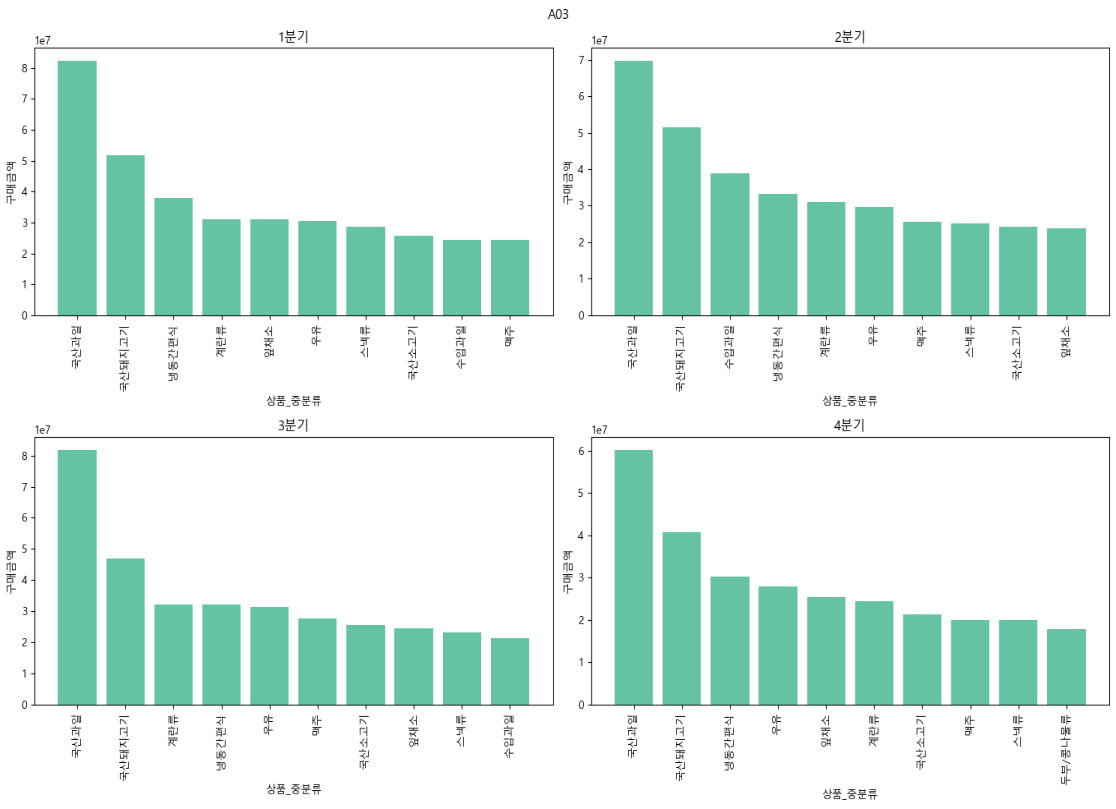 A03
1분기
1e7
8
7
6
5
4
3
2
1
0
구매금액
국산과일
국산돼지고기
냉동간편식
계란류
잎채소
우유
스낵류
국산소고기
수입과일
맥주
상품_중분류
2분기
1e7
7
6
5
4
3
2
1
0
구매금액
국산과일
국산돼지고기
수입과일
냉동간편식
계란류
우유
맥주
스낵류
국산소고기
잎채소
상품_중분류
3분기
1e7
8
7
6
5
4
3
2
1
0
구매금액
국산과일
국산돼지고기
계란류
냉동간편식
우유
맥주
국산소고기
잎채소
스낵류
수입과일
상품_중분류
4분기
1e7
6
5
4
3
2
1
0
구매금액
국산과일
국산돼지고기
냉동간편식
우유
잎채소
계란류
국산소고기
맥주
스낵류
두부/콩나물류
상품_중분류